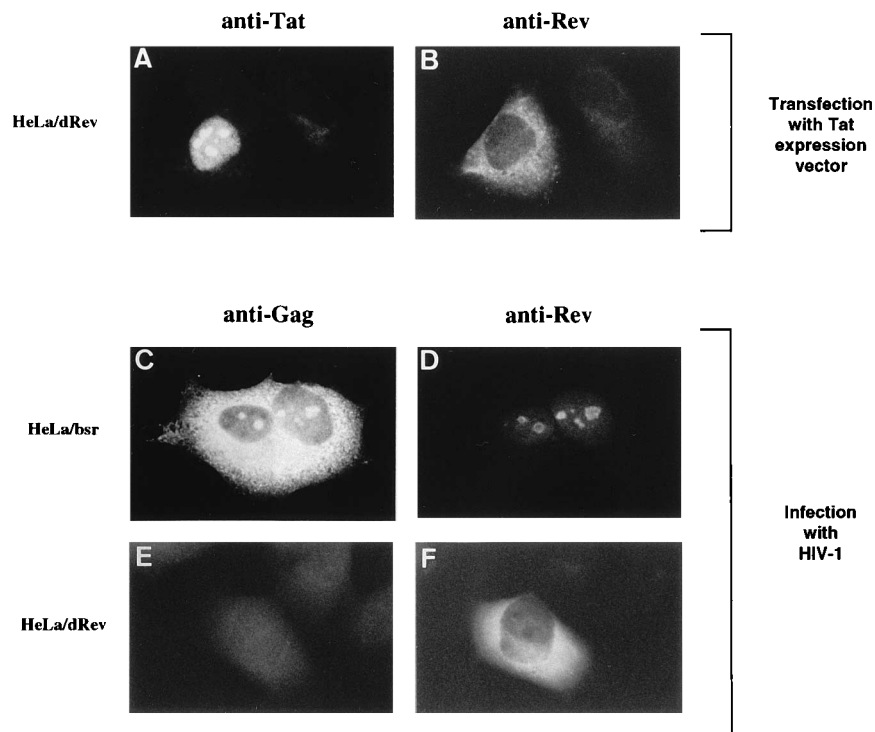 anti-Tat anti-Rev
A B
HeLa/dRev
Transfection
with Tat
expression
vector
anti-Gag anti-Rev
C D
HeLa/bsr
Infection
with
HIV-1
E F
HeLa/dRev